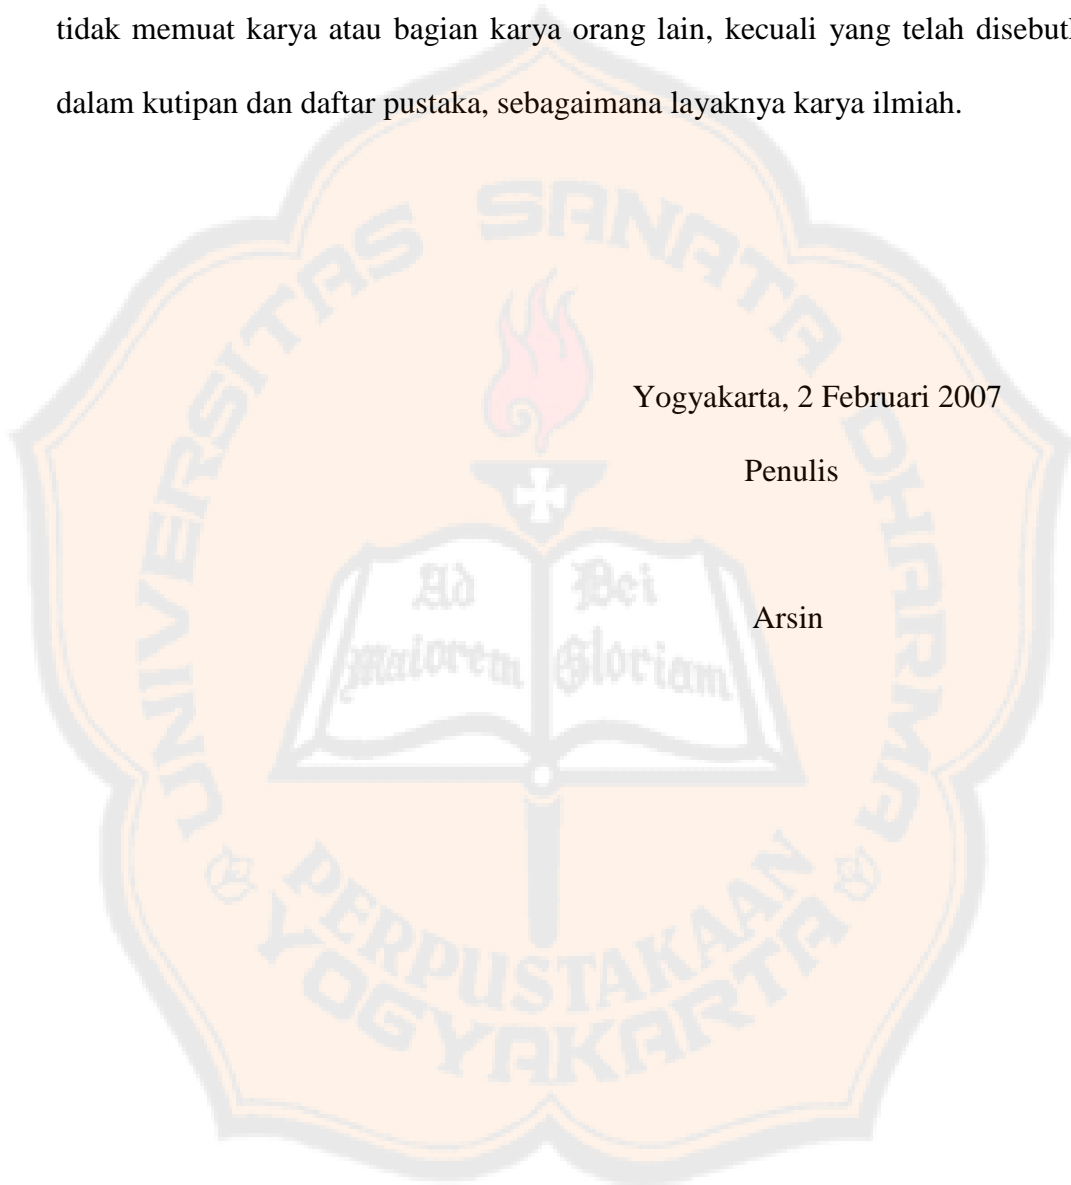 tidak memuat karya atau bagian karya orang lain, kecuali yang telah disebutk
dalam kutipan dan daftar pustaka, sebagaimana layaknya karya ilmiah.
UNIVERSITAS SANATA DHARMA
Yogyakarta, 2 Februari 2007
Penulis
Ad Dei
Arsin
maiorem Gloriam
PERPUSTAKAAN
YOGYAKARTA